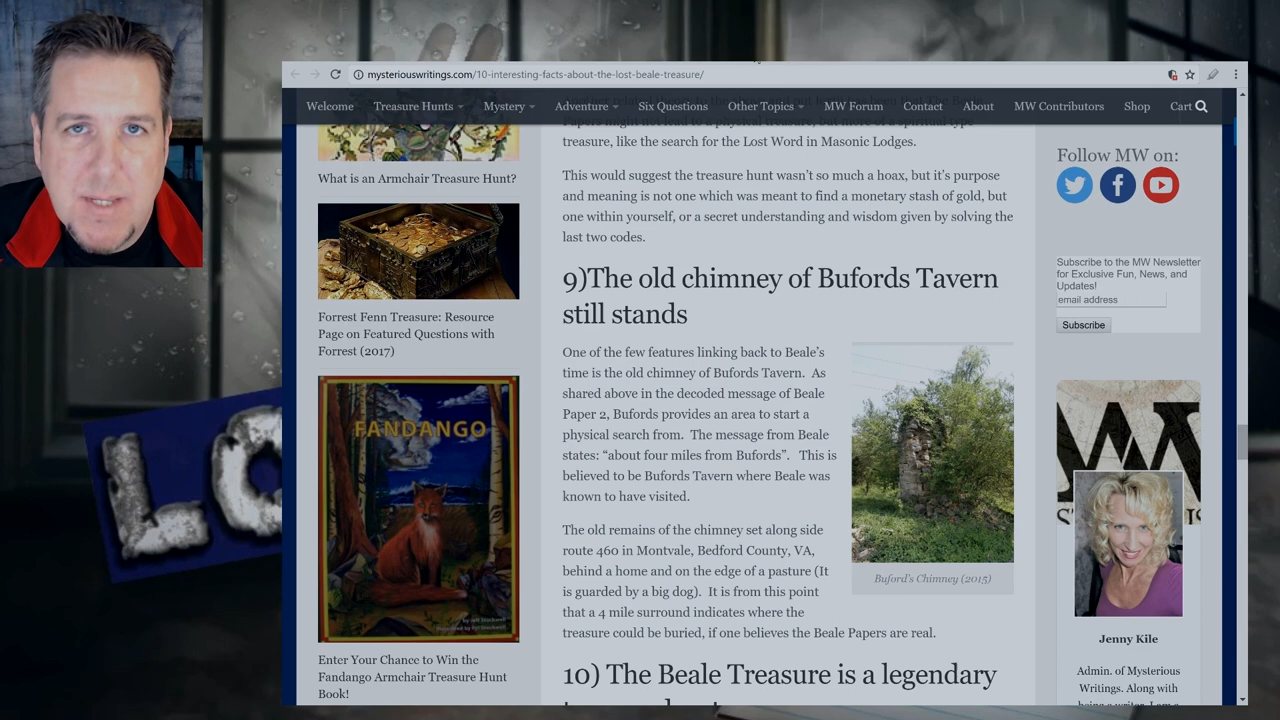 mysteriouswritings.com/10-interesting-facts-about-the-lost-beale-treasure/
Welcome Treasure Hunts Mystery Adventure Six Questions Other Topics MW Forum Contact About MW Contributors Shop Cart
What is an Armchair Treasure Hunt?
Forrest Fenn Treasure: Resource
Page on Featured Questions with
Forrest (2017)
FANDANGO
Enter Your Chance to Win the
Fandango Armchair Treasure Hunt
Book!
treasure, like the search for the Lost Word in Masonic Lodges.
This would suggest the treasure hunt wasn't so much a hoax, but it's purpose
and meaning is not one which was meant to find a monetary stash of gold, but
one within yourself, or a secret understanding and wisdom given by solving the
last two codes.
9)The old chimney of Bufords Tavern
still stands
One of the few features linking back to Beale's
time is the old chimney of Bufords Tavern. As
shared above in the decoded message of Beale
Paper 2, Bufords provides an area to start a
physical search from. The message from Beale
states: “about four miles from Bufords”. This is
believed to be Bufords Tavern where Beale was
known to have visited.
Buford's Chimney (2015)
The old remains of the chimney set along side
route 460 in Montvale, Bedford County, VA,
behind a home and on the edge of a pasture (It
is guarded by a big dog). It is from this point
that a 4 mile surround indicates where the
treasure could be buried, if one believes the Beale Papers are real.
10) The Beale Treasure is a legendary
Follow MW on:
Subscribe to the MW Newsletter
for Exclusive Fun, News, and
Updates!
email address
Subscribe
Jenny Kile
Admin. of Mysterious
Writings. Along with